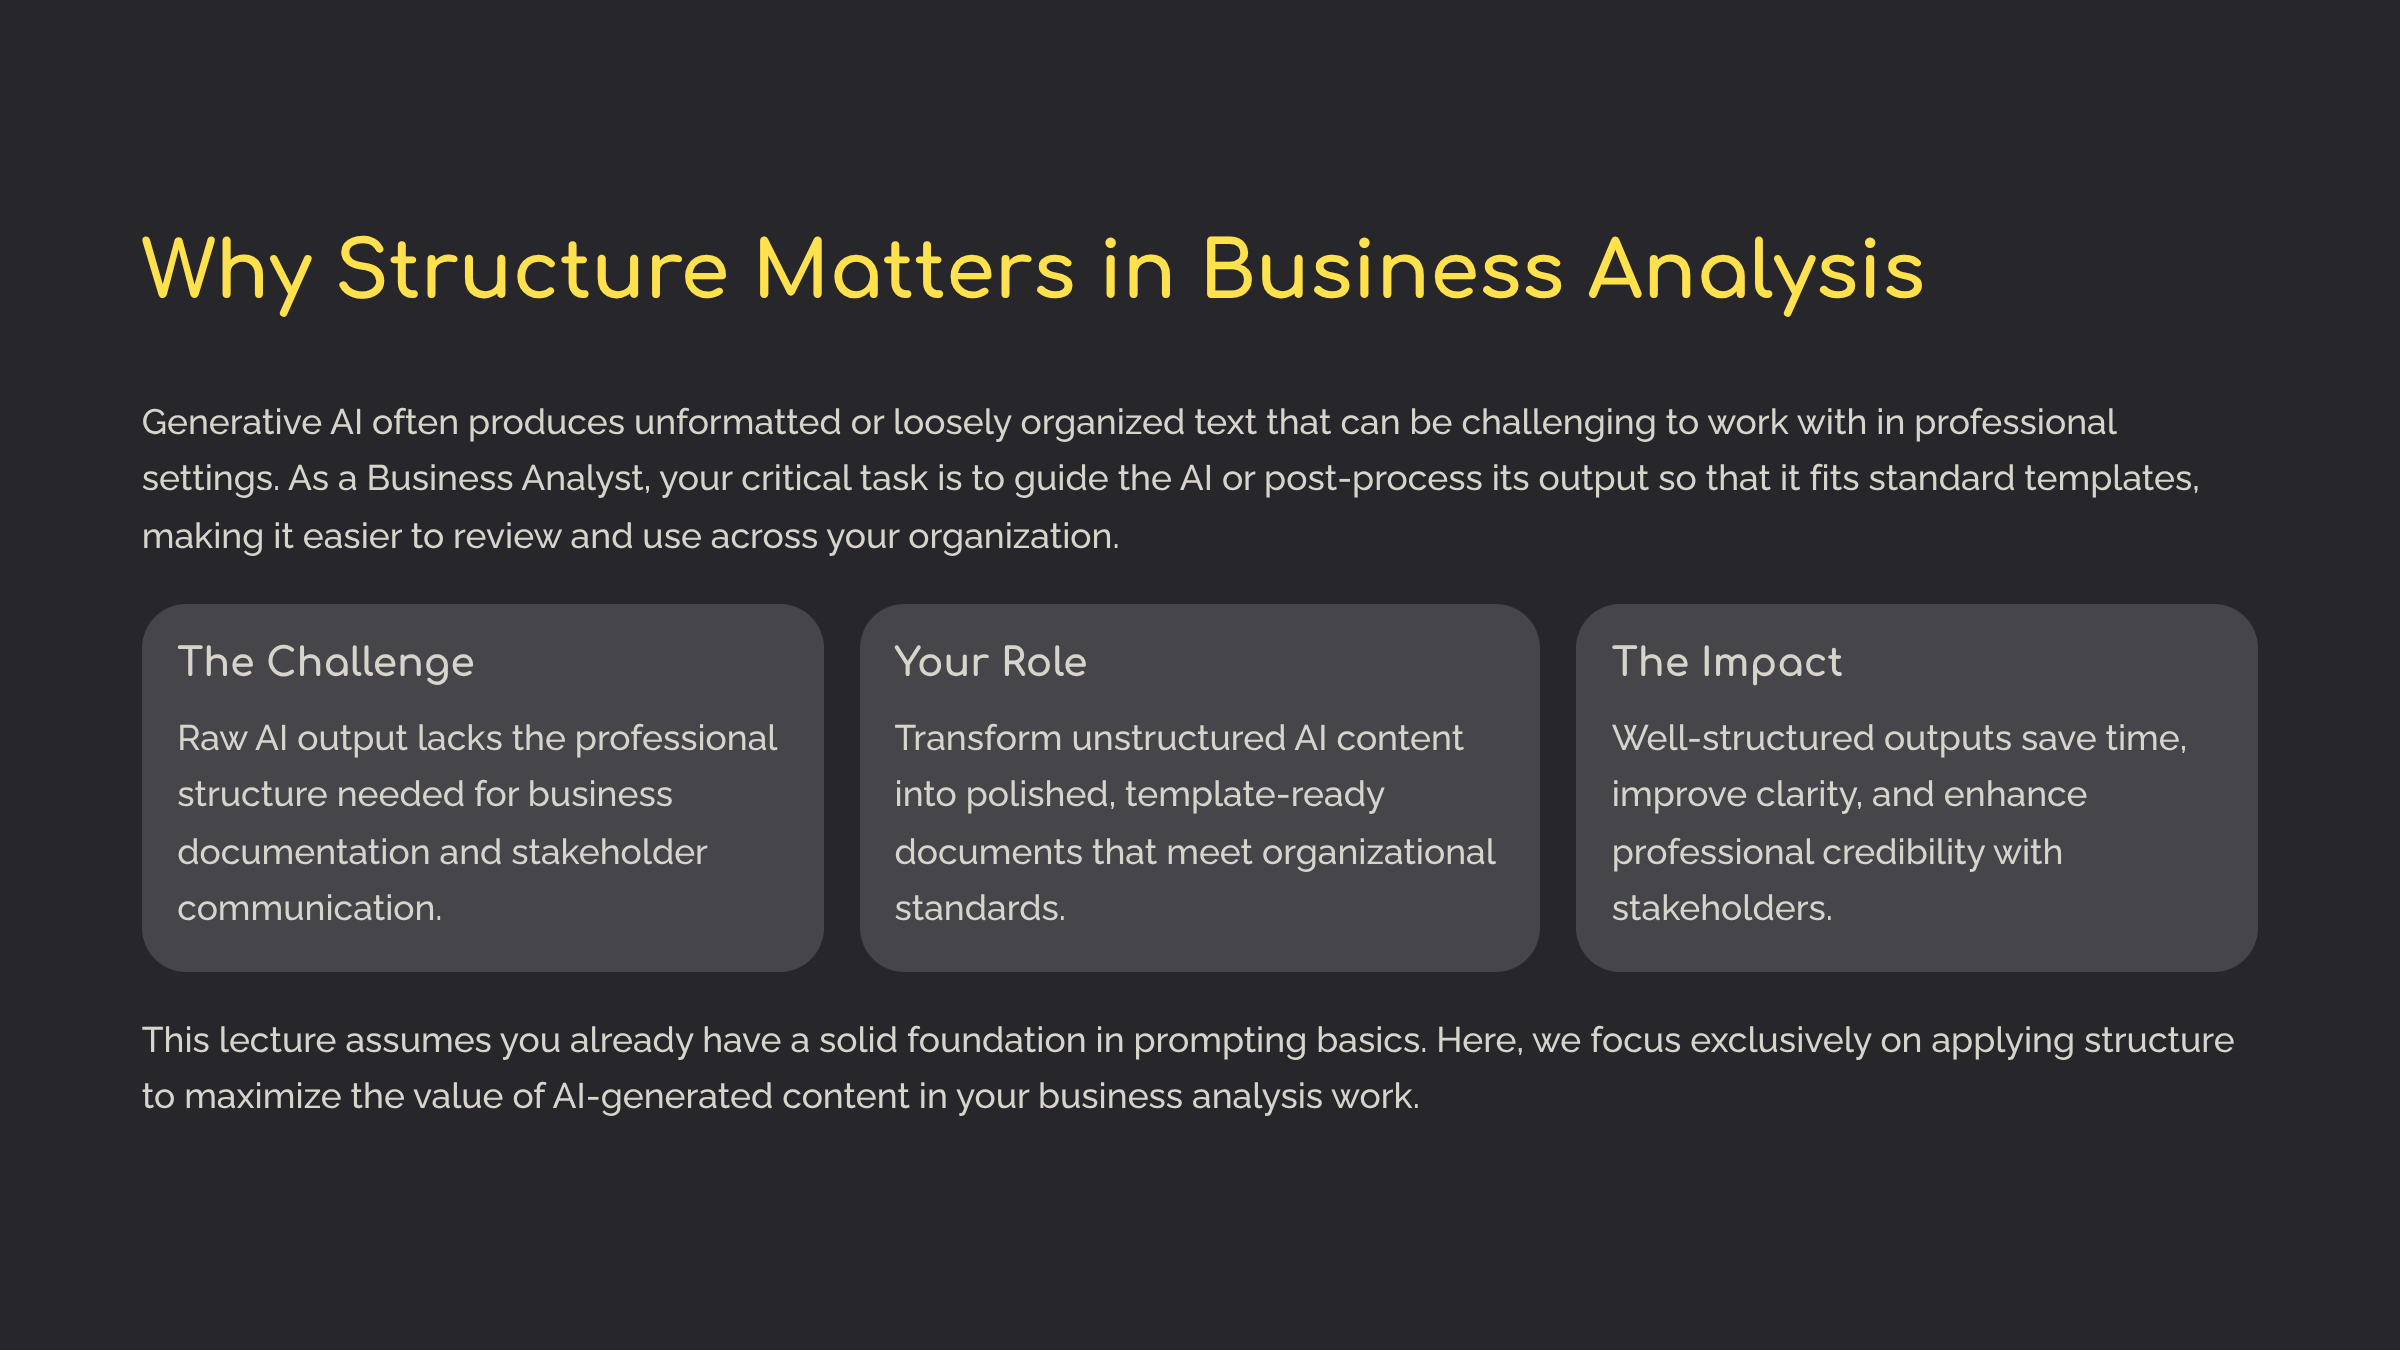 Why Structure Matters in Business Analysis
Generative AI often produces unformatted or loosely organized text that can be challenging to work with in professional
settings. As a Business Analyst, your critical task is to guide the AI or post-process its output so that it fits standard templates,
making it easier to review and use across your organization.
The Challenge
Raw AI output lacks the professional
structure needed for business
documentation and stakeholder
communication.
Your Role
Transform unstructured AI content
into polished, template-ready
documents that meet organizational
standards.
The Impact
Well-structured outputs save time,
improve clarity, and enhance
professional credibility with
stakeholders.
This lecture assumes you already have a solid foundation in prompting basics. Here, we focus exclusively on applying structure
to maximize the value of AI-generated content in your business analysis work.